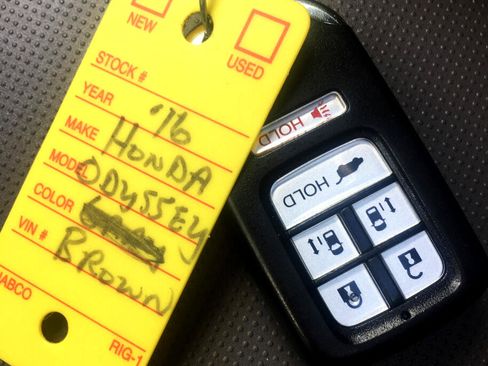 NEW
USED
STOCK #
YEAR '16
MAKE HONDA
MODEL ODYSSEY
COLOR
VIN # BROWN
RIG-1
HOLD
HOLD